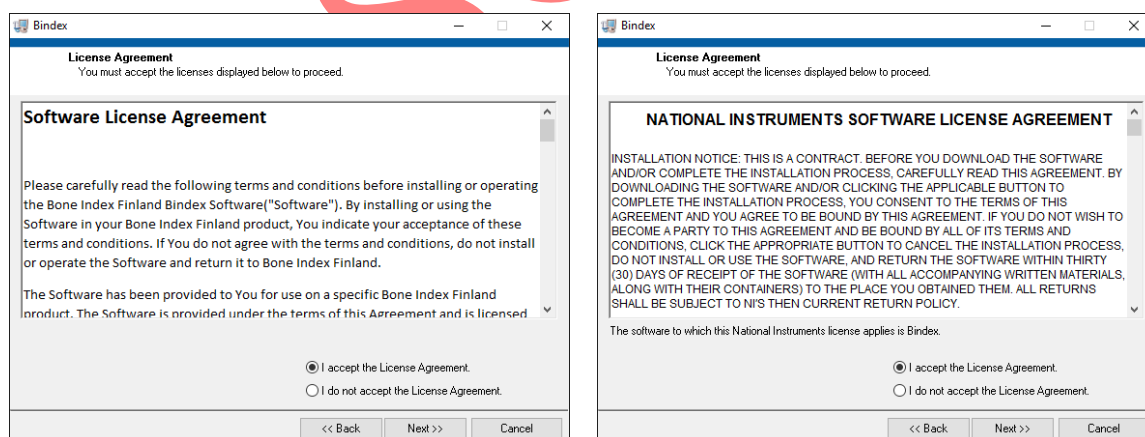 Bindex
License Agreement
You must accept the licenses displayed below to proceed.
Software License Agreement
Please carefully read the following terms and conditions before installing or operating
the Bone Index Finland Bindex Software("Software"). By installing or using the
Software in your Bone Index Finland product, You indicate your acceptance of these
terms and conditions. If You do not agree with the terms and conditions, do not install
or operate the Software and return it to Bone Index Finland.
The Software has been provided to You for use on a specific Bone Index Finland
product. The Software is provided under the terms of this Agreement and is licensed
I accept the License Agreement.
I do not accept the License Agreement.
<< Back Next >> Cancel
Bindex
License Agreement
You must accept the licenses displayed below to proceed.
NATIONAL INSTRUMENTS SOFTWARE LICENSE AGREEMENT
INSTALLATION NOTICE: THIS IS A CONTRACT. BEFORE YOU DOWNLOAD THE SOFTWARE
AND/OR COMPLETE THE INSTALLATION PROCESS, CAREFULLY READ THIS AGREEMENT. BY
DOWNLOADING THE SOFTWARE AND/OR CLICKING THE APPLICABLE BUTTON TO
COMPLETE THE INSTALLATION PROCESS, YOU CONSENT TO THE TERMS OF THIS
AGREEMENT AND YOU AGREE TO BE BOUND BY THIS AGREEMENT. IF YOU DO NOT WISH TO
BECOME A PARTY TO THIS AGREEMENT AND BE BOUND BY ALL OF ITS TERMS AND
CONDITIONS, CLICK THE APPROPRIATE BUTTON TO CANCEL THE INSTALLATION PROCESS,
DO NOT INSTALL OR USE THE SOFTWARE, AND RETURN THE SOFTWARE WITHIN THIRTY
(30) DAYS OF RECEIPT OF THE SOFTWARE (WITH ALL ACCOMPANYING WRITTEN MATERIALS,
ALONG WITH THEIR CONTAINERS) TO THE PLACE YOU OBTAINED THEM. ALL RETURNS
SHALL BE SUBJECT TO NI'S THEN CURRENT RETURN POLICY.
The software to which this National Instruments license applies is Bindex.
I accept the License Agreement.
I do not accept the License Agreement.
<< Back Next >> Cancel